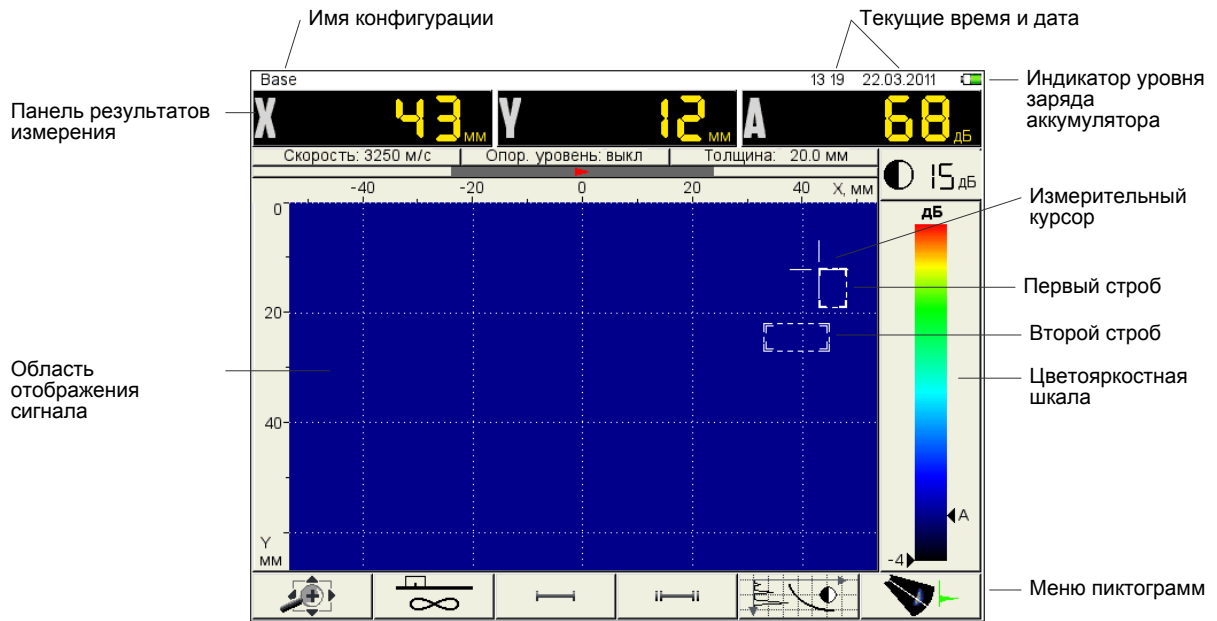 Имя конфигурации
Текущие время и дата
Base
13 19 22.03.2011
Индикатор уровня
заряда
аккумулятора
Панель результатов
измерения
X 43 мм
Y 12 мм
A 68 дБ
Скорость: 3250 м/с
Опор. уровень: выкл
Толщина: 20.0 мм
15 дБ
-40 -20 0 20 40 X, мм
0
20
40
Y
мм
дБ
A
-4
Измерительный
курсор
Первый строб
Второй строб
Область
отображения
сигнала
Цветояркостная
шкала
Меню пиктограмм